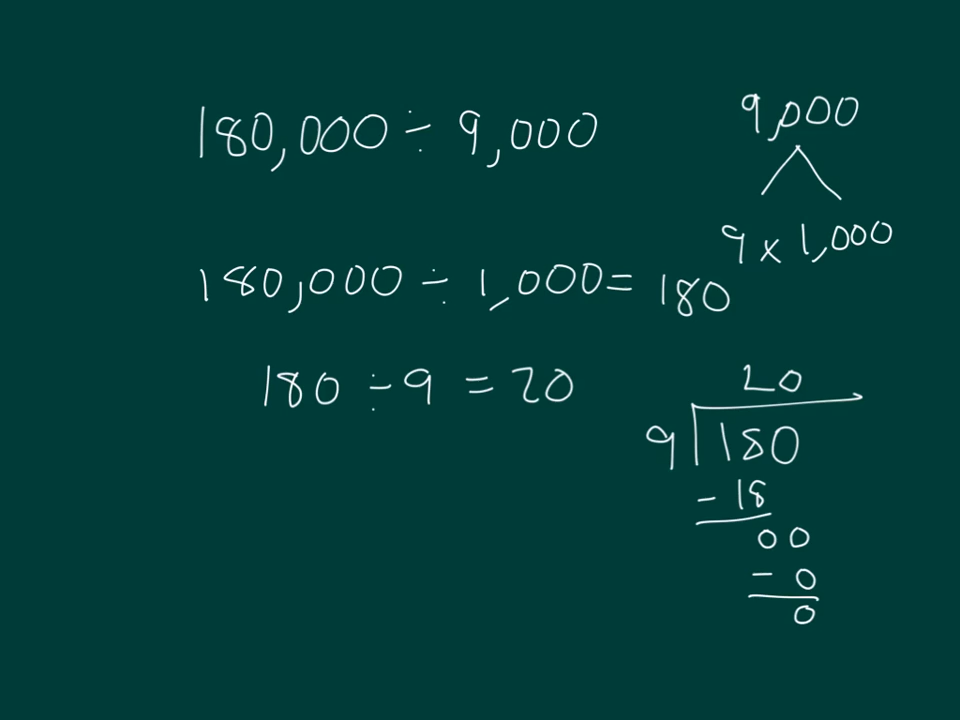 180,000 ÷ 9,000
9,000
9 x 1,000
180,000 ÷ 1,000 = 180
180 ÷ 9 = 20
20
9 180
- 18
00
- 0
0